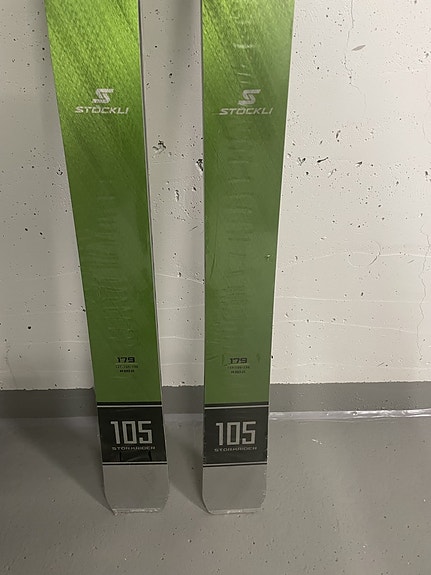 STÖCKLI
STÖCKLI
179
179
105
STORMRIDER
105
STORMRIDER